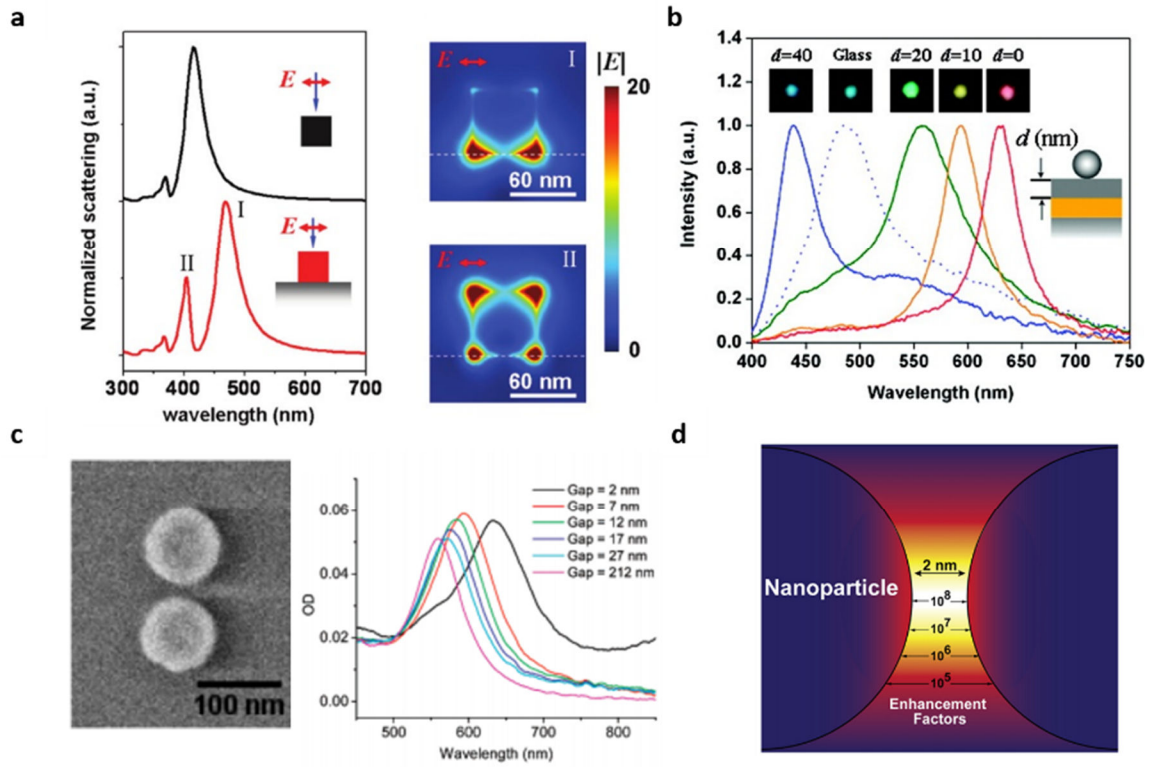 a
Normalized scattering (a.u.)
E
E
I
II
300 400 500 600 700
wavelength (nm)
E
I
60 nm
E
II
60 nm
|E|
20
0
b
Intensity (a.u.)
1.4
1.2
1.0
0.8
0.6
0.4
0.2
0.0
d=40 Glass d=20 d=10 d=0
d (nm)
400 450 500 550 600 650 700 750
Wavelength (nm)
c
100 nm
OD
0.06
0.04
0.02
0.00
Gap = 2 nm
Gap = 7 nm
Gap = 12 nm
Gap = 17 nm
Gap = 27 nm
Gap = 212 nm
500 600 700 800
Wavelength (nm)
d
Nanoparticle
2 nm
10⁸
10⁷
10⁶
10⁵
Enhancement
Factors